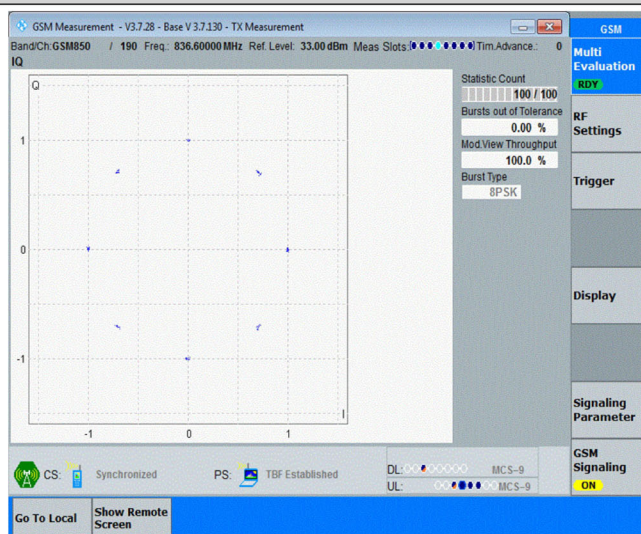 GSM Measurement - V3.7.28 - Base V 3.7.130 - TX Measurement
GSM
Band/Ch:GSM850 / 190 Freq.: 836.60000 MHz Ref. Level: 33.00 dBm Meas Slots: Tim.Advance.: 0
IQ
Multi Evaluation
RDY
Q
Statistic Count
100 / 100
Bursts out of Tolerance
0.00 %
Mod.View Throughput
100.0 %
Burst Type
8PSK
1
0
-1
I
-1 0 1
RF
Settings
Trigger
Display
Signaling
Parameter
GSM
Signaling
ON
CS: Synchronized PS: TBF Established
DL: MCS-9
UL: MCS-9
Go To Local
Show Remote
Screen